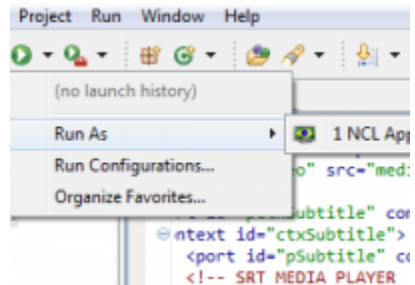 Project Run Window Help
(no launch history)
Run As
1 NCL App
Run Configurations...
o" src="medi
Organize Favorites...
Subtitle" con
ntext id="ctxSubtitle">
<port id="pSubtitle" co
<!-- SRT MEDIA PLAYER